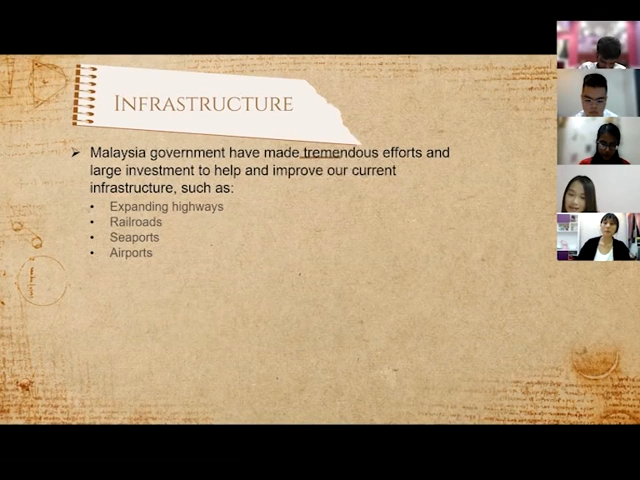 INFRASTRUCTURE
➢ Malaysia government have made tremendous efforts and
large investment to help and improve our current
infrastructure, such as:
• Expanding highways
• Railroads
• Seaports
• Airports